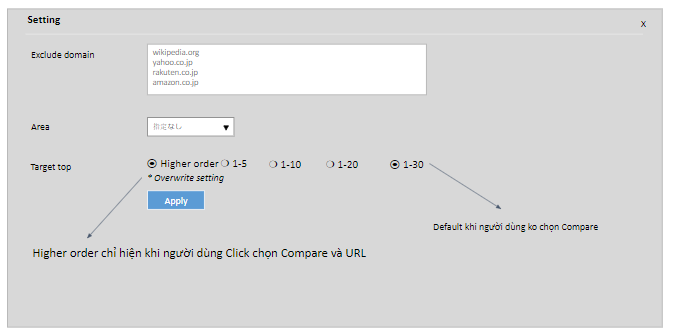 Setting
x
Exclude domain
wikipedia.org
yahoo.co.jp
rakuten.co.jp
amazon.co.jp
Area
指定なし
Target top
Higher order 1-5 1-10 1-20 1-30
* Overwrite setting
Apply
Default khi người dùng ko chọn Compare
Higher order chỉ hiện khi người dùng Click chọn Compare và URL